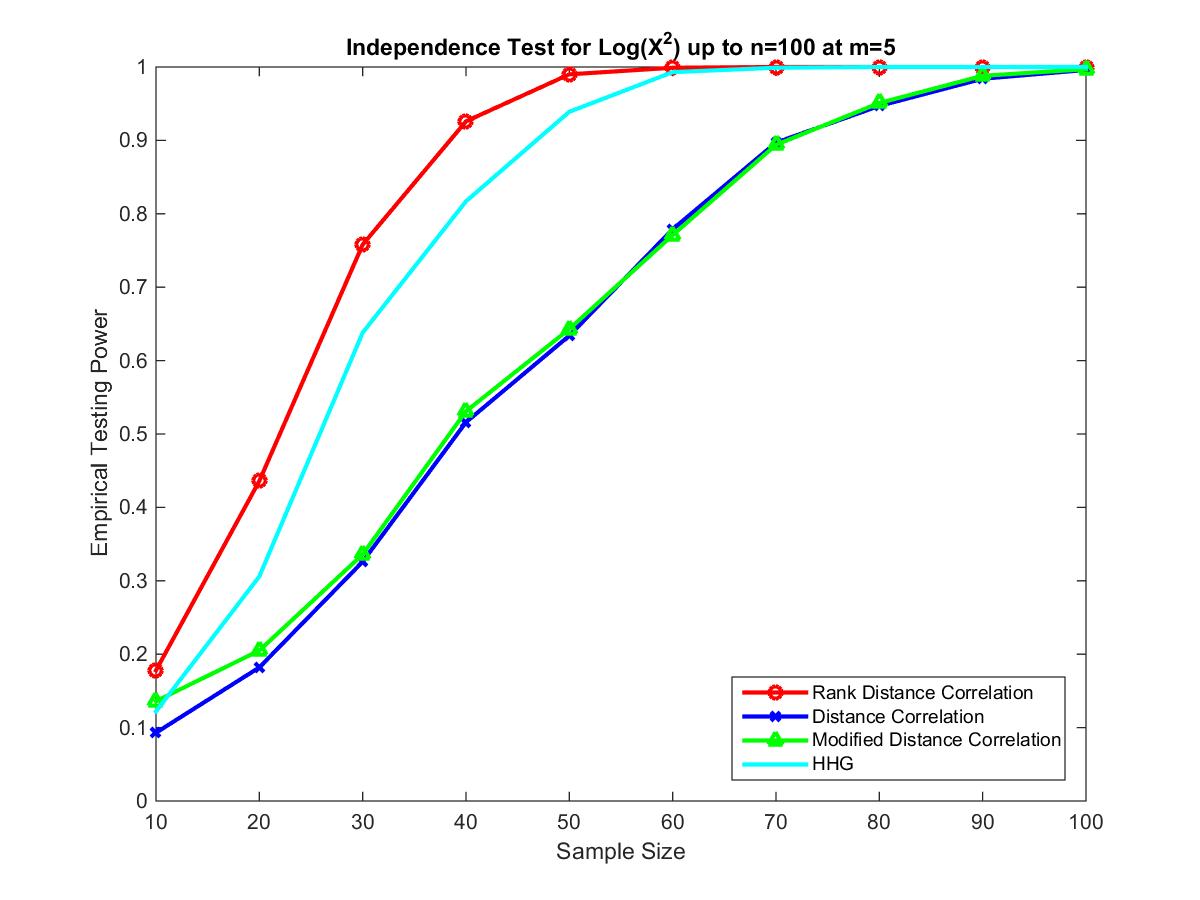 Independence Test for Log(X²) up to n=100 at m=5
1
0.9
0.8
0.7
0.6
0.5
0.4
0.3
0.2
0.1
0
Empirical Testing Power
10 20 30 40 50 60 70 80 90 100
Sample Size
Rank Distance Correlation
Distance Correlation
Modified Distance Correlation
HHG